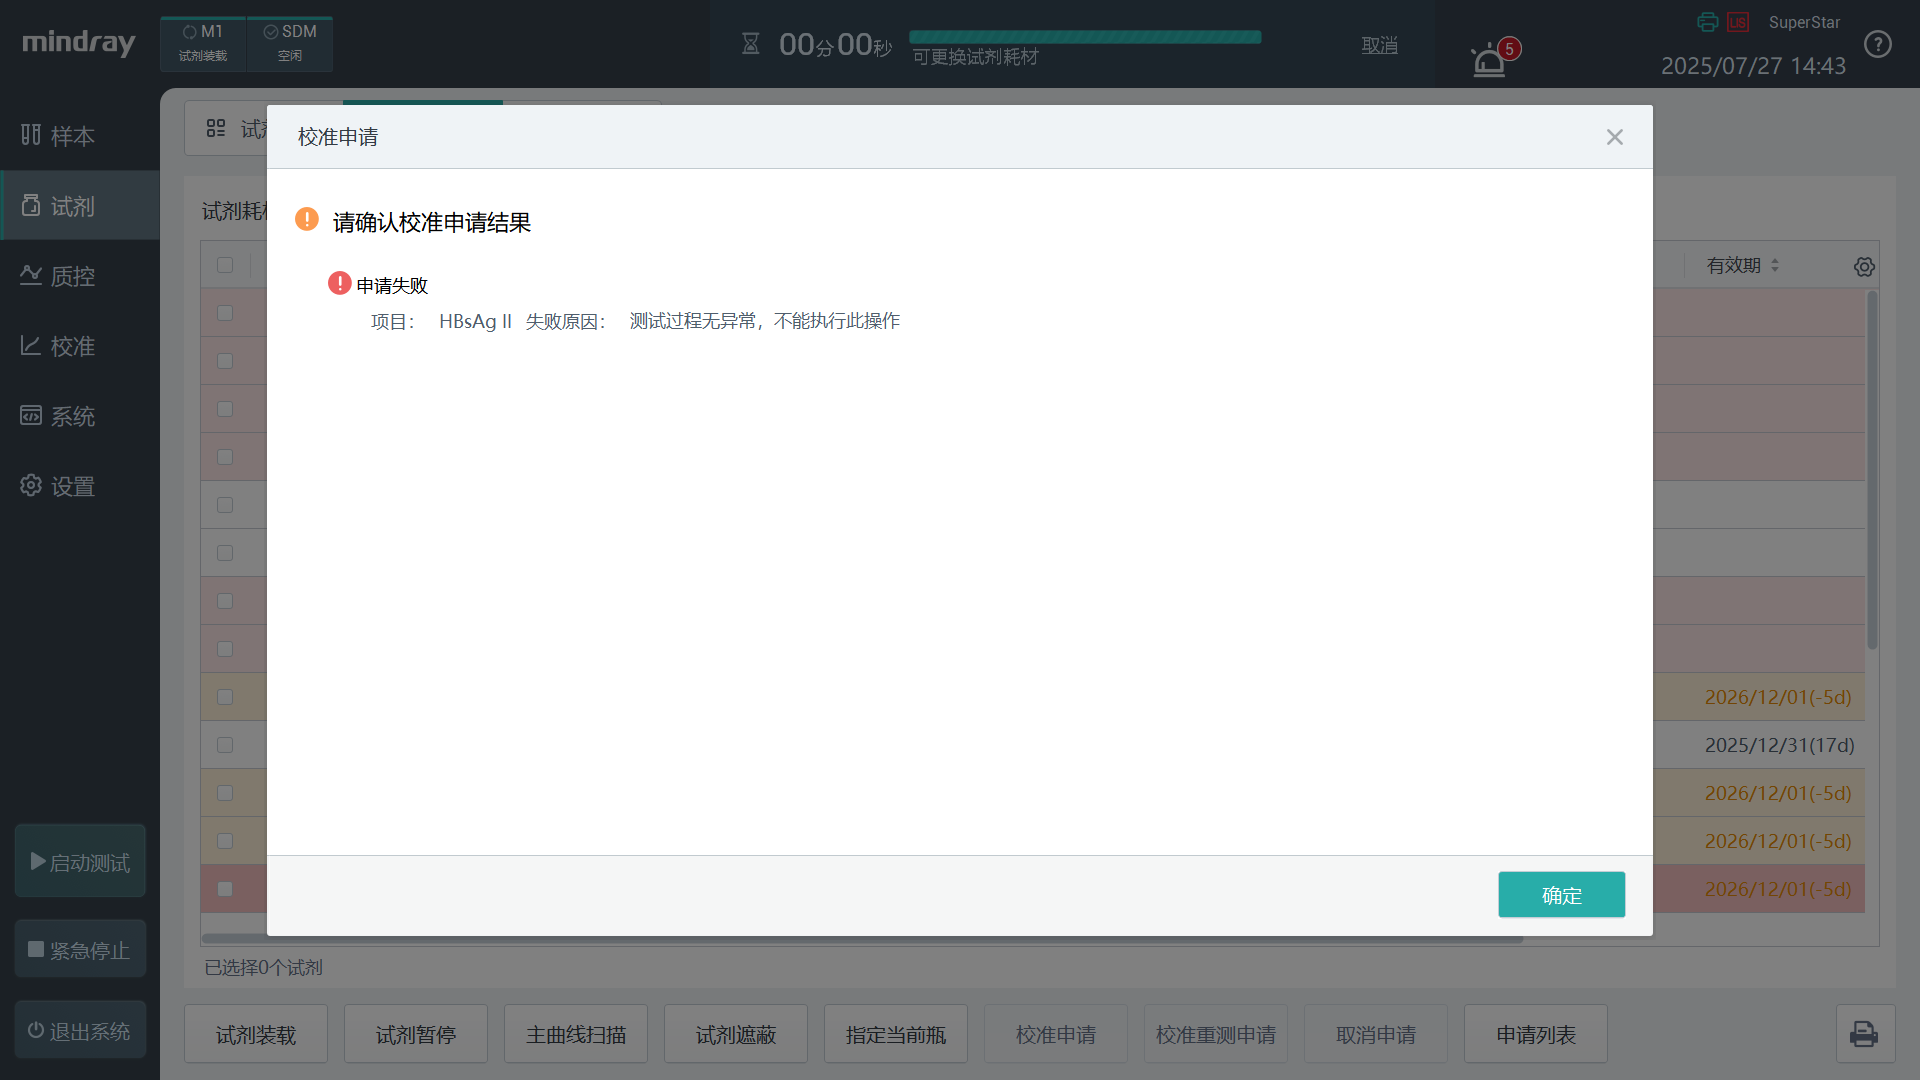 mindray
M1
试剂装载
SDM
空闲
00分00秒
可更换试剂耗材
取消
5
LIS
SuperStar
2025/07/27 14:43
样本
试剂
质控
校准
系统
设置
启动测试
紧急停止
退出系统
校准申请
请确认校准申请结果
申请失败
项目： HBsAg II 失败原因： 测试过程无异常，不能执行此操作
确定
试剂耗
有效期
2026/12/01(-5d)
2025/12/31(17d)
2026/12/01(-5d)
2026/12/01(-5d)
2026/12/01(-5d)
已选择0个试剂
试剂装载
试剂暂停
主曲线扫描
试剂遮蔽
指定当前瓶
校准申请
校准重测申请
取消申请
申请列表